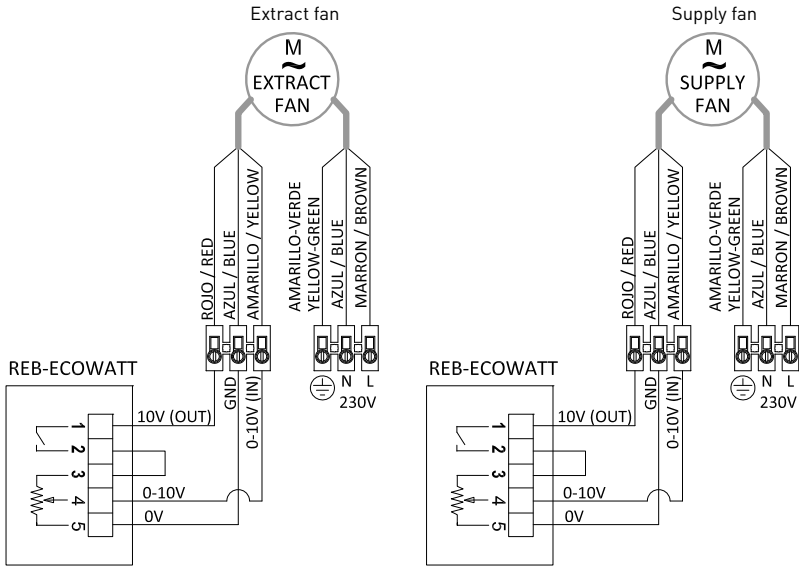 Extract fan
M
~
EXTRACT
FAN
ROJO / RED
AZUL / BLUE
AMARILLO / YELLOW
AMARILLO-VERDE
YELLOW-GREEN
AZUL / BLUE
MARRON / BROWN
N L
230V
REB-ECOWATT
10V (OUT)
GND
0-10V (IN)
1
2
3
4
5
0-10V
0V
Supply fan
M
~
SUPPLY
FAN
ROJO / RED
AZUL / BLUE
AMARILLO / YELLOW
AMARILLO-VERDE
YELLOW-GREEN
AZUL / BLUE
MARRON / BROWN
N L
230V
REB-ECOWATT
10V (OUT)
GND
0-10V (IN)
1
2
3
4
5
0-10V
0V